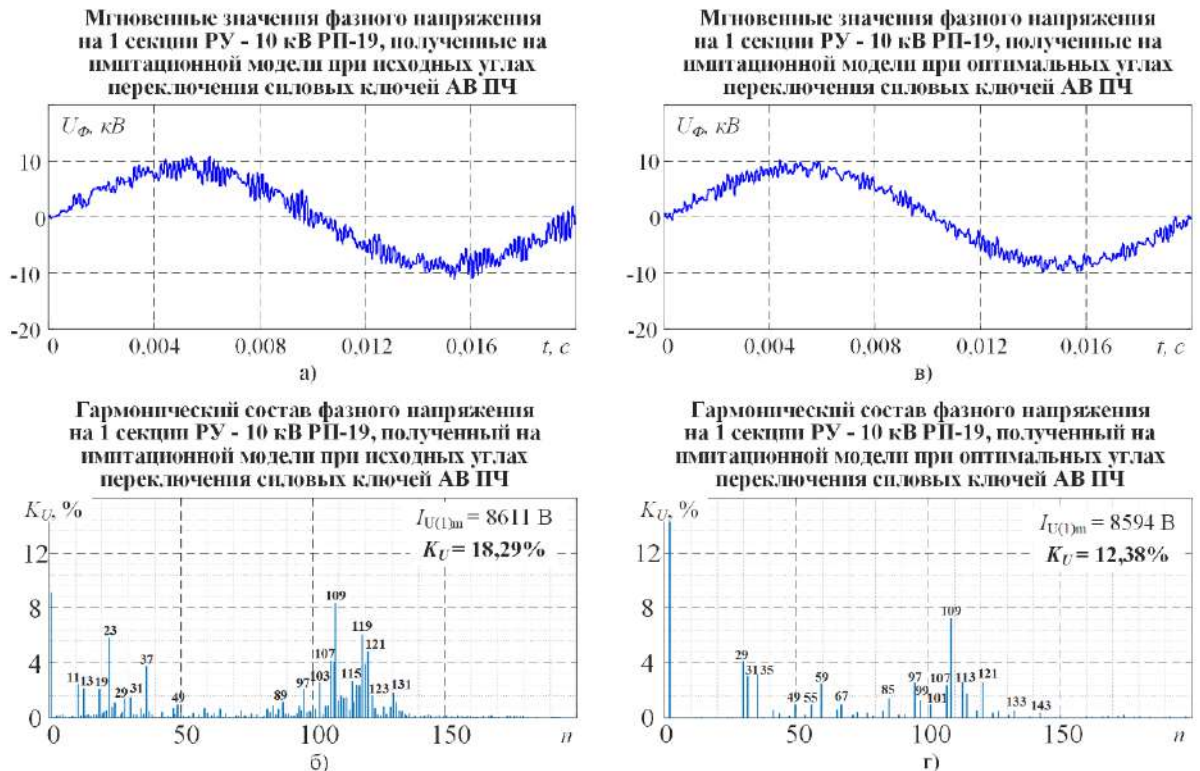 Мгновенные значения фазного напряжения
на 1 секции РУ - 10 кВ РП-19, полученные на
имитационной модели при исходных углах
переключения силовых ключей АВ ПЧ
U_Ф, кВ
10
0
-10
-20
0 0,004 0,008 0,012 0,016 t, с
а)
Мгновенные значения фазного напряжения
на 1 секции РУ - 10 кВ РП-19, полученные на
имитационной модели при оптимальных углах
переключения силовых ключей АВ ПЧ
U_Ф, кВ
10
0
-10
-20
0 0,004 0,008 0,012 0,016 t, с
в)
Гармонический состав фазного напряжения
на 1 секции РУ - 10 кВ РП-19, полученный на
имитационной модели при исходных углах
переключения силовых ключей АВ ПЧ
K_U, %
I_U(1)m = 8611 В
K_U = 18,29%
12
8
4
0
11 13 19 23 29 31 37 49 89 97 103 107 109 115 119 121 123 131
0 50 100 150 n
б)
Гармонический состав фазного напряжения
на 1 секции РУ - 10 кВ РП-19, полученный на
имитационной модели при оптимальных углах
переключения силовых ключей АВ ПЧ
K_U, %
I_U(1)m = 8594 В
K_U = 12,38%
12
8
4
0
29 31 35 49 55 59 67 85 97 99 101 107 109 113 121 133 143
0 50 100 150 n
г)